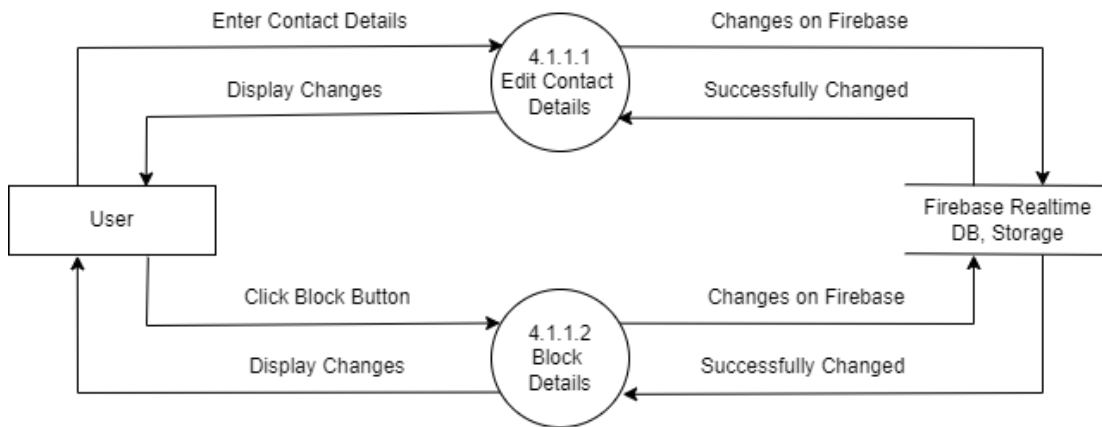 Enter Contact Details
Changes on Firebase
4.1.1.1
Edit Contact
Details
Display Changes
Successfully Changed
User
Firebase Realtime
DB, Storage
Click Block Button
Changes on Firebase
4.1.1.2
Block
Details
Display Changes
Successfully Changed